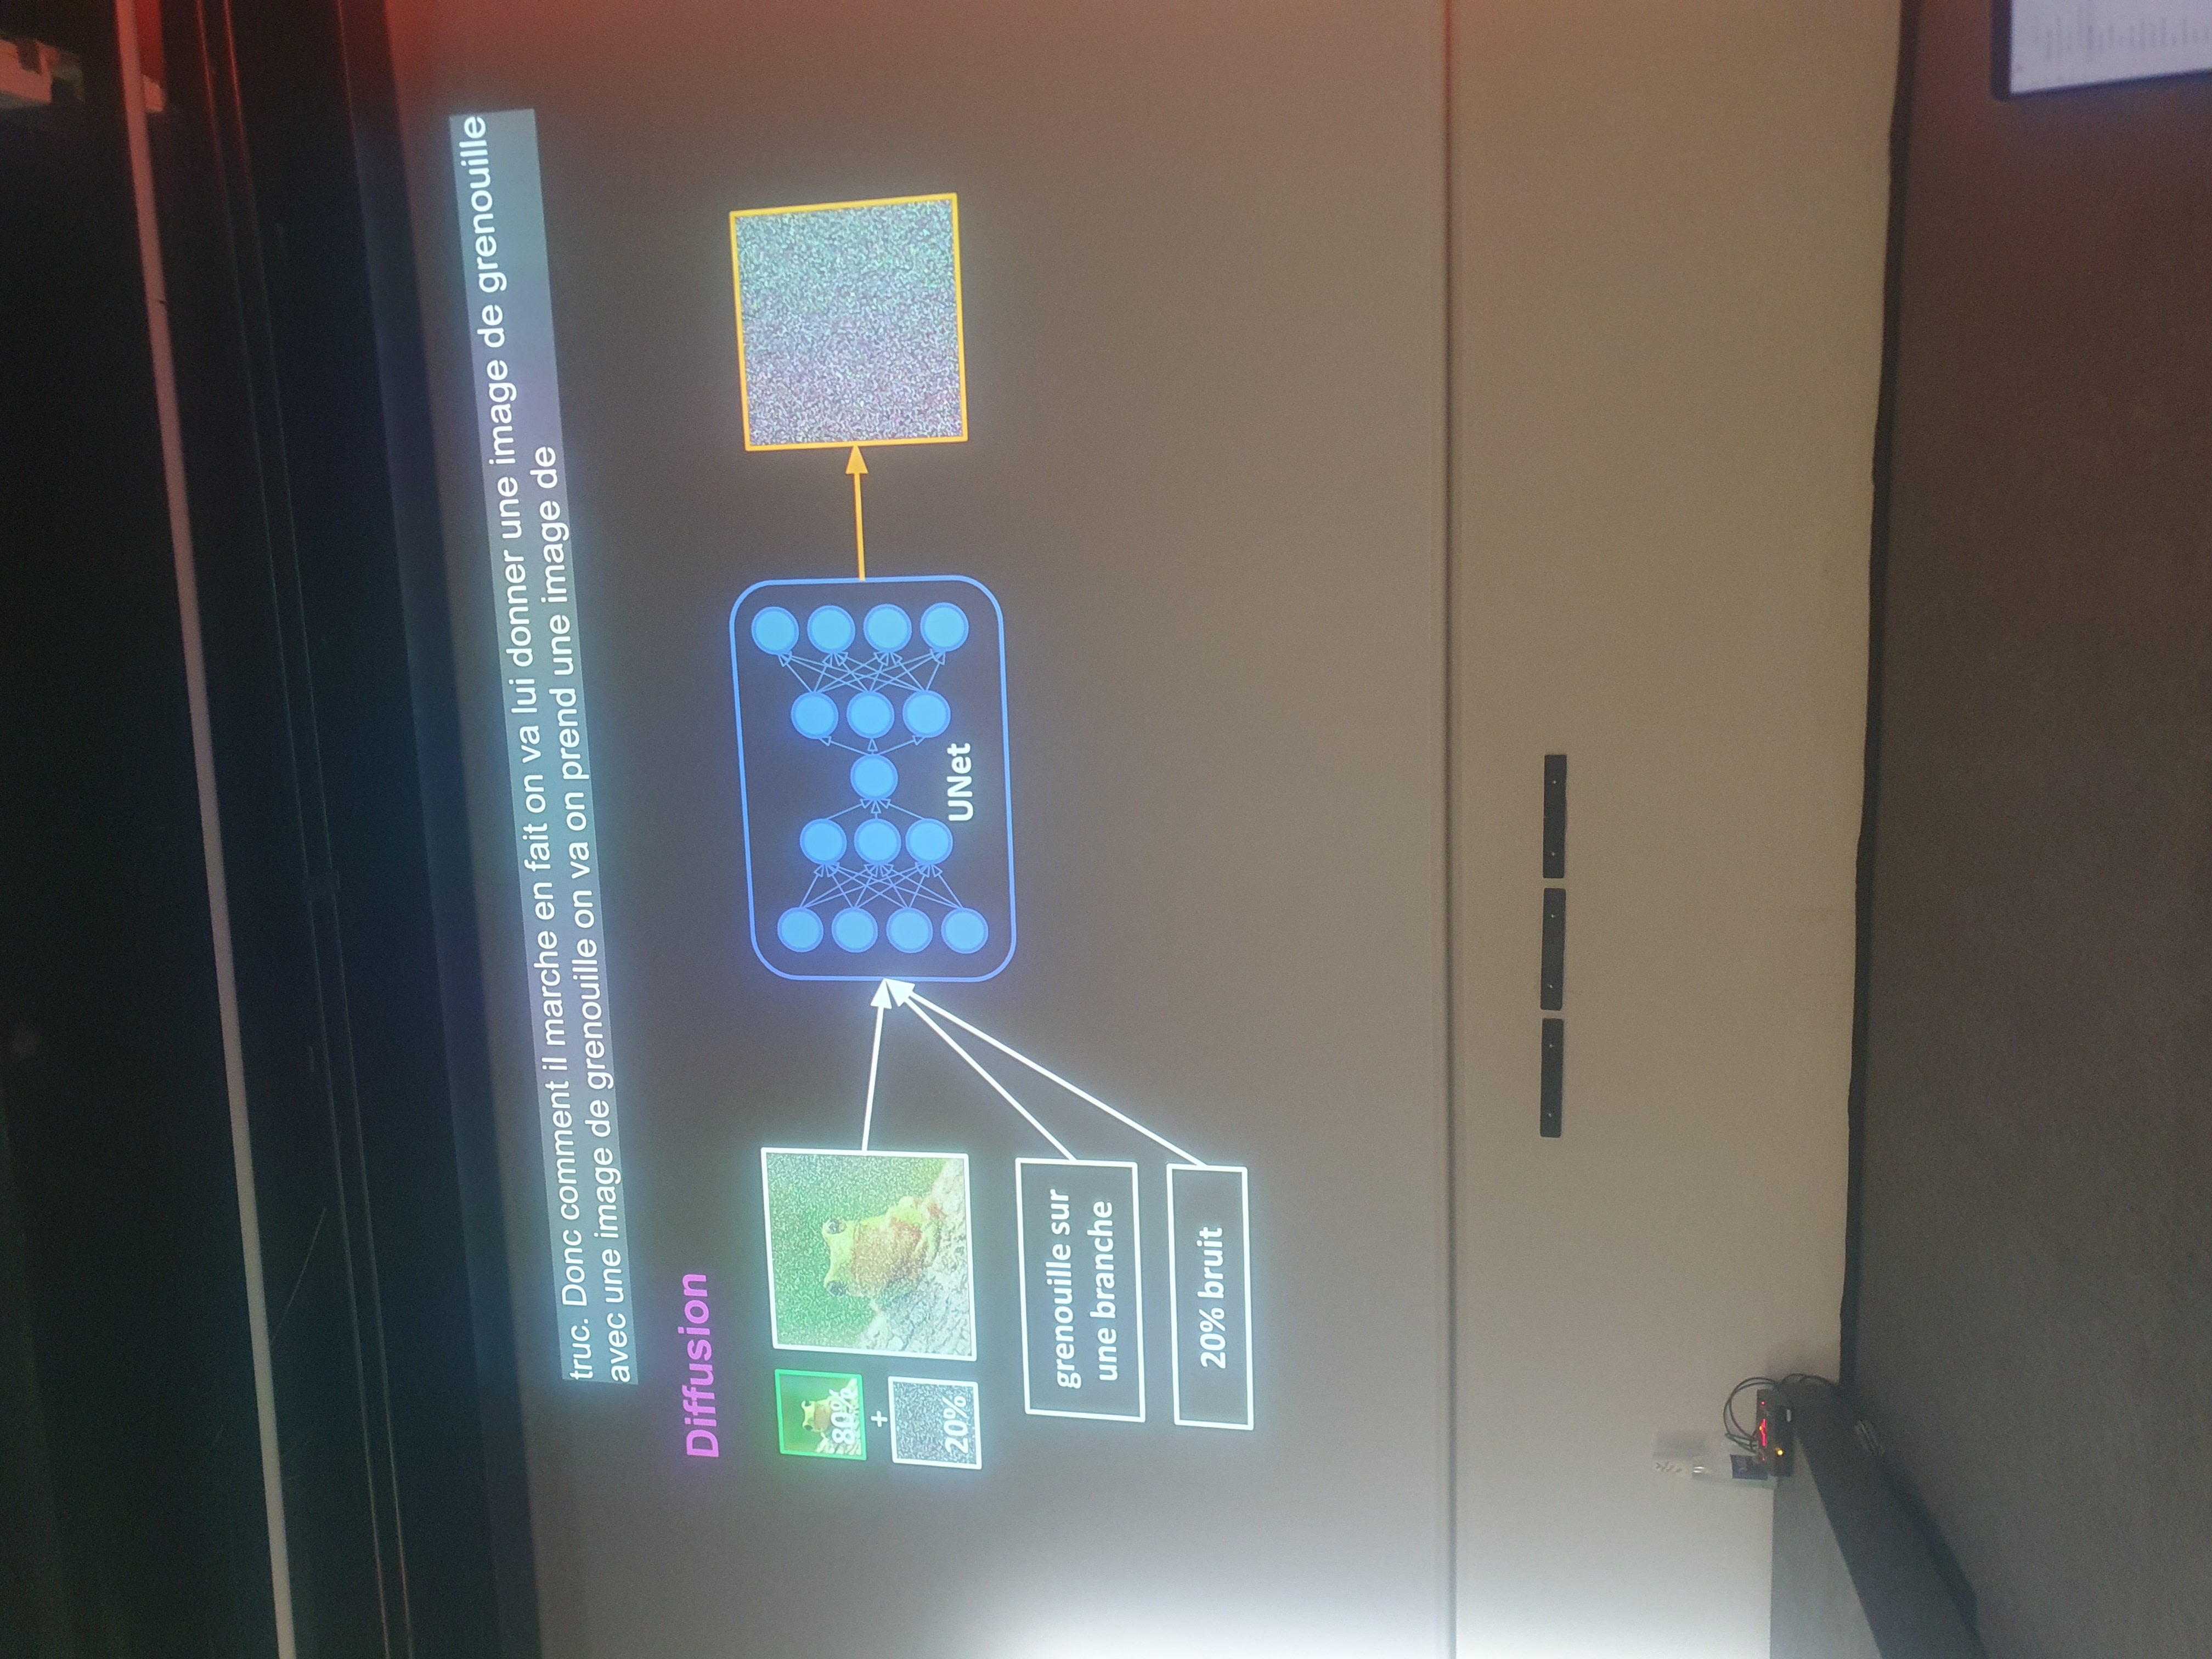 truc. Donc comment il marche en fait on va lui donner une image de grenouille
avec une image de grenouille on va on prend une image de
Diffusion
80%
+
20%
UNet
grenouille sur
une branche
20% bruit